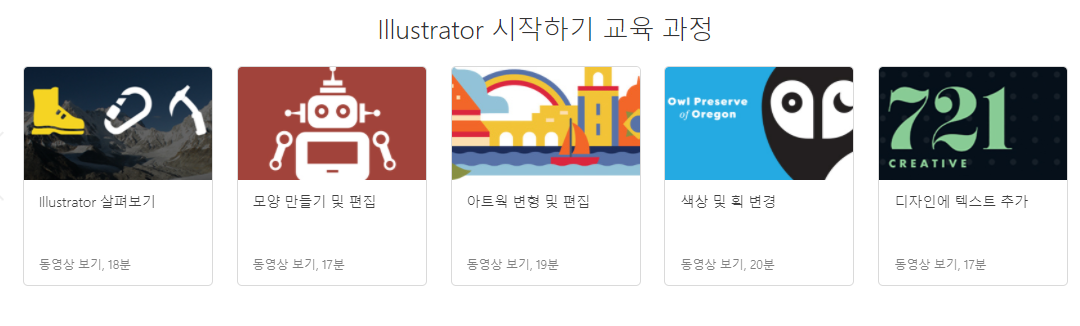 Illustrator 시작하기 교육 과정
Owl Preserve
of Oregon
721
CREATIVE
Illustrator 살펴보기
모양 만들기 및 편집
아트웍 변형 및 편집
색상 및 획 변경
디자인에 텍스트 추가
동영상 보기, 18분
동영상 보기, 17분
동영상 보기, 19분
동영상 보기, 20분
동영상 보기, 17분